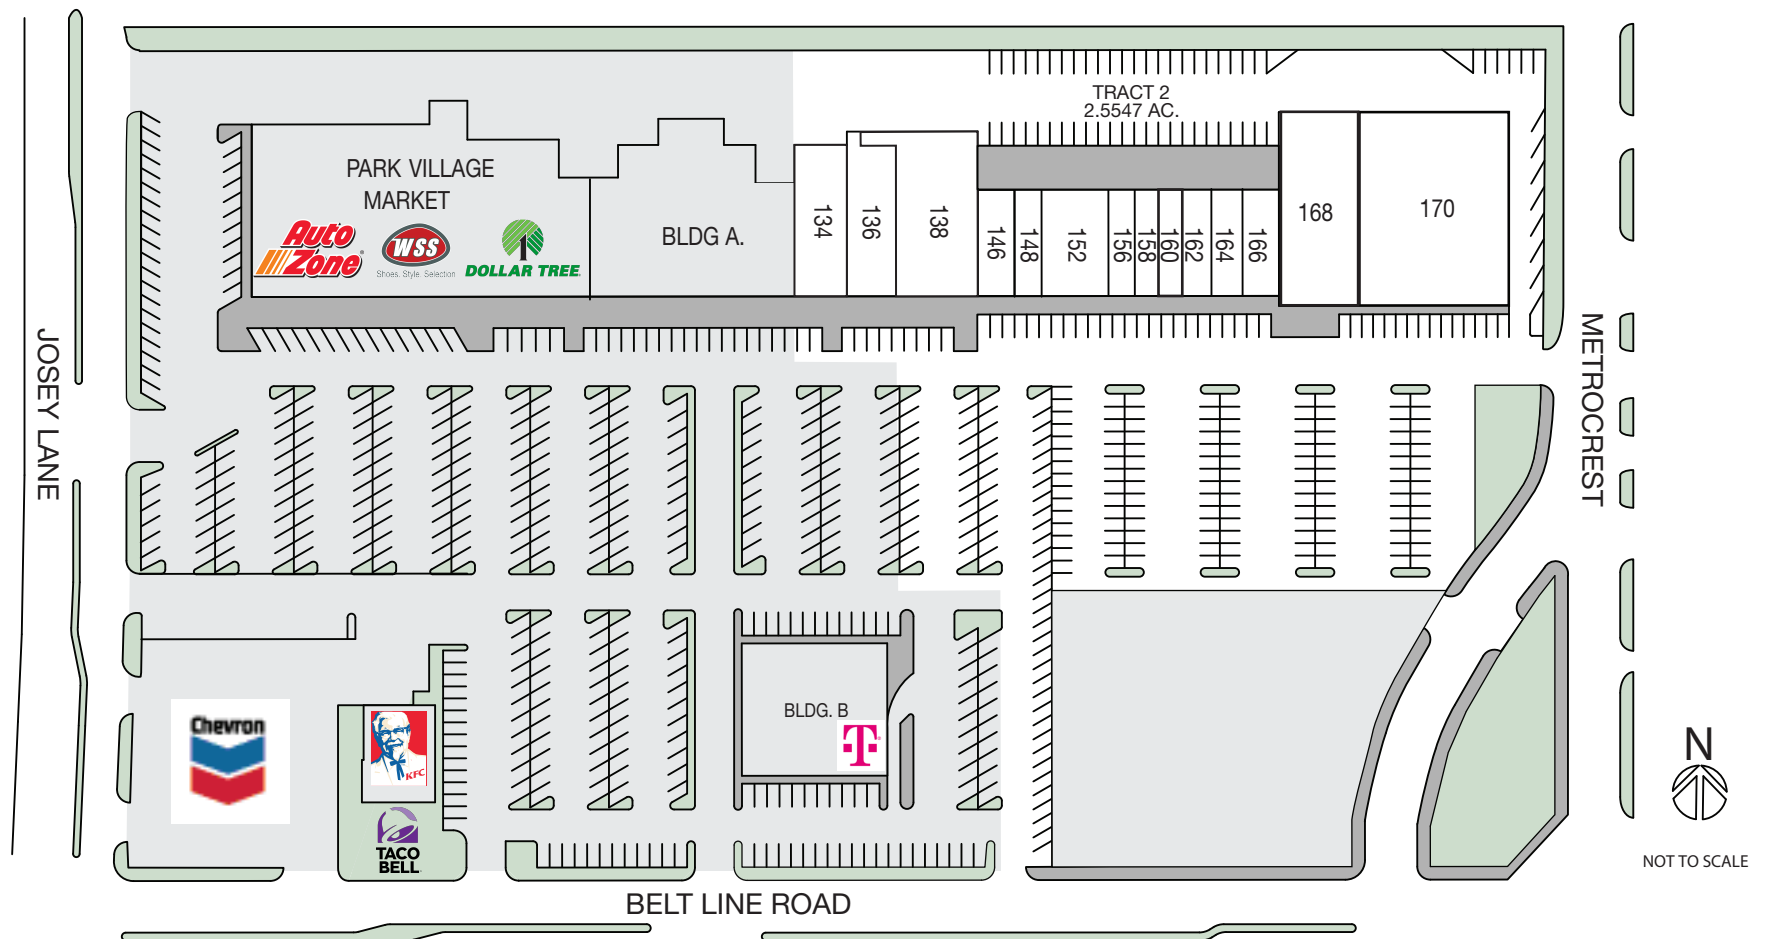 TRACT 2
2.5547 AC.
PARK VILLAGE
MARKET
Auto
Zone
WSS
Shoes. Style. Selection
DOLLAR TREE
BLDG A.
134
136
138
146
148
152
156
158
160
162
164
166
168
170
JOSEY LANE
METROCREST
Chevron
KFC
TACO
BELL
BLDG. B
T
N
NOT TO SCALE
BELT LINE ROAD